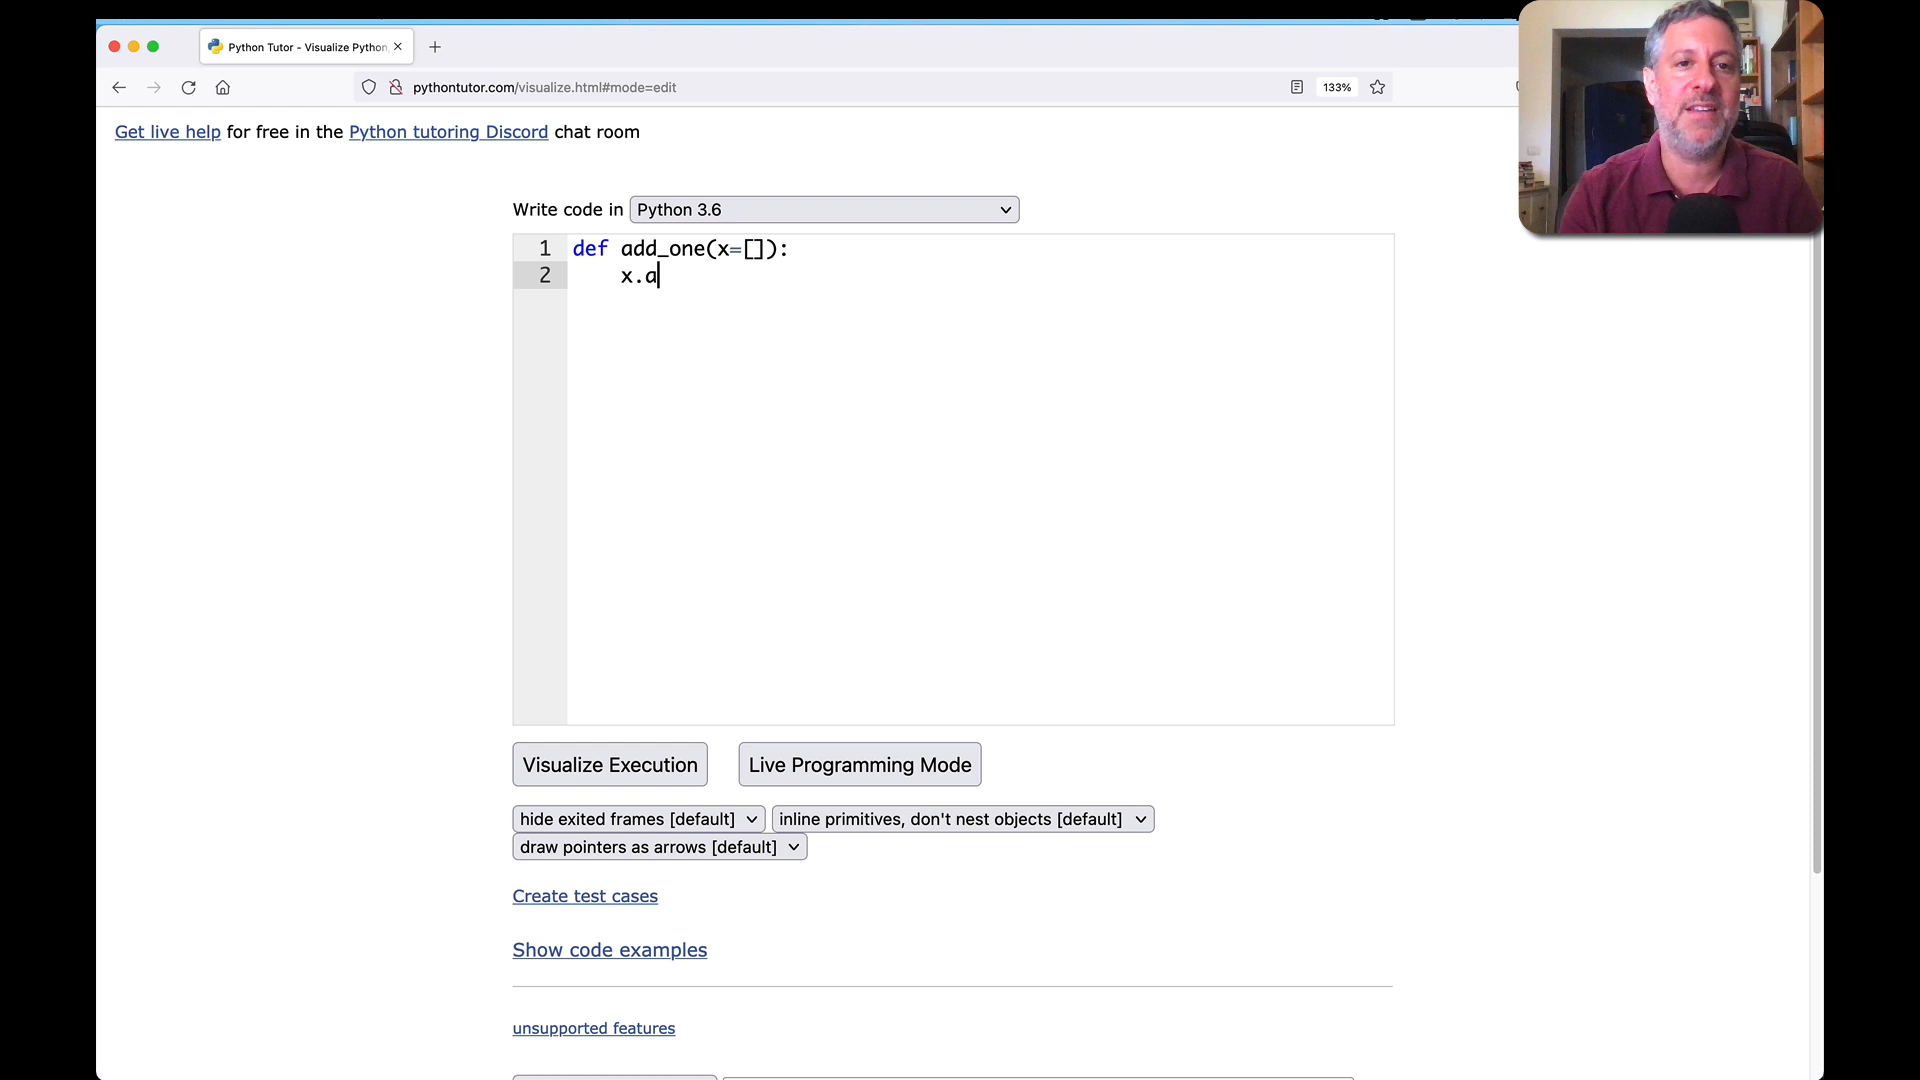 Python Tutor - Visualize Python
pythontutor.com/visualize.html#mode=edit
133%
Get live help for free in the Python tutoring Discord chat room
Write code in Python 3.6
1 def add_one(x=[]):
2 x.a
Visualize Execution
Live Programming Mode
hide exited frames [default]
inline primitives, don't nest objects [default]
draw pointers as arrows [default]
Create test cases
Show code examples
unsupported features